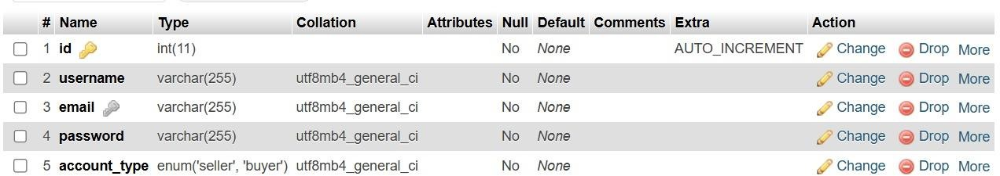 # Name Type Collation Attributes Null Default Comments Extra Action
1 id int(11) No None AUTO_INCREMENT Change Drop More
2 username varchar(255) utf8mb4_general_ci No None Change Drop More
3 email varchar(255) utf8mb4_general_ci No None Change Drop More
4 password varchar(255) utf8mb4_general_ci No None Change Drop More
5 account_type enum('seller', 'buyer') utf8mb4_general_ci No None Change Drop More